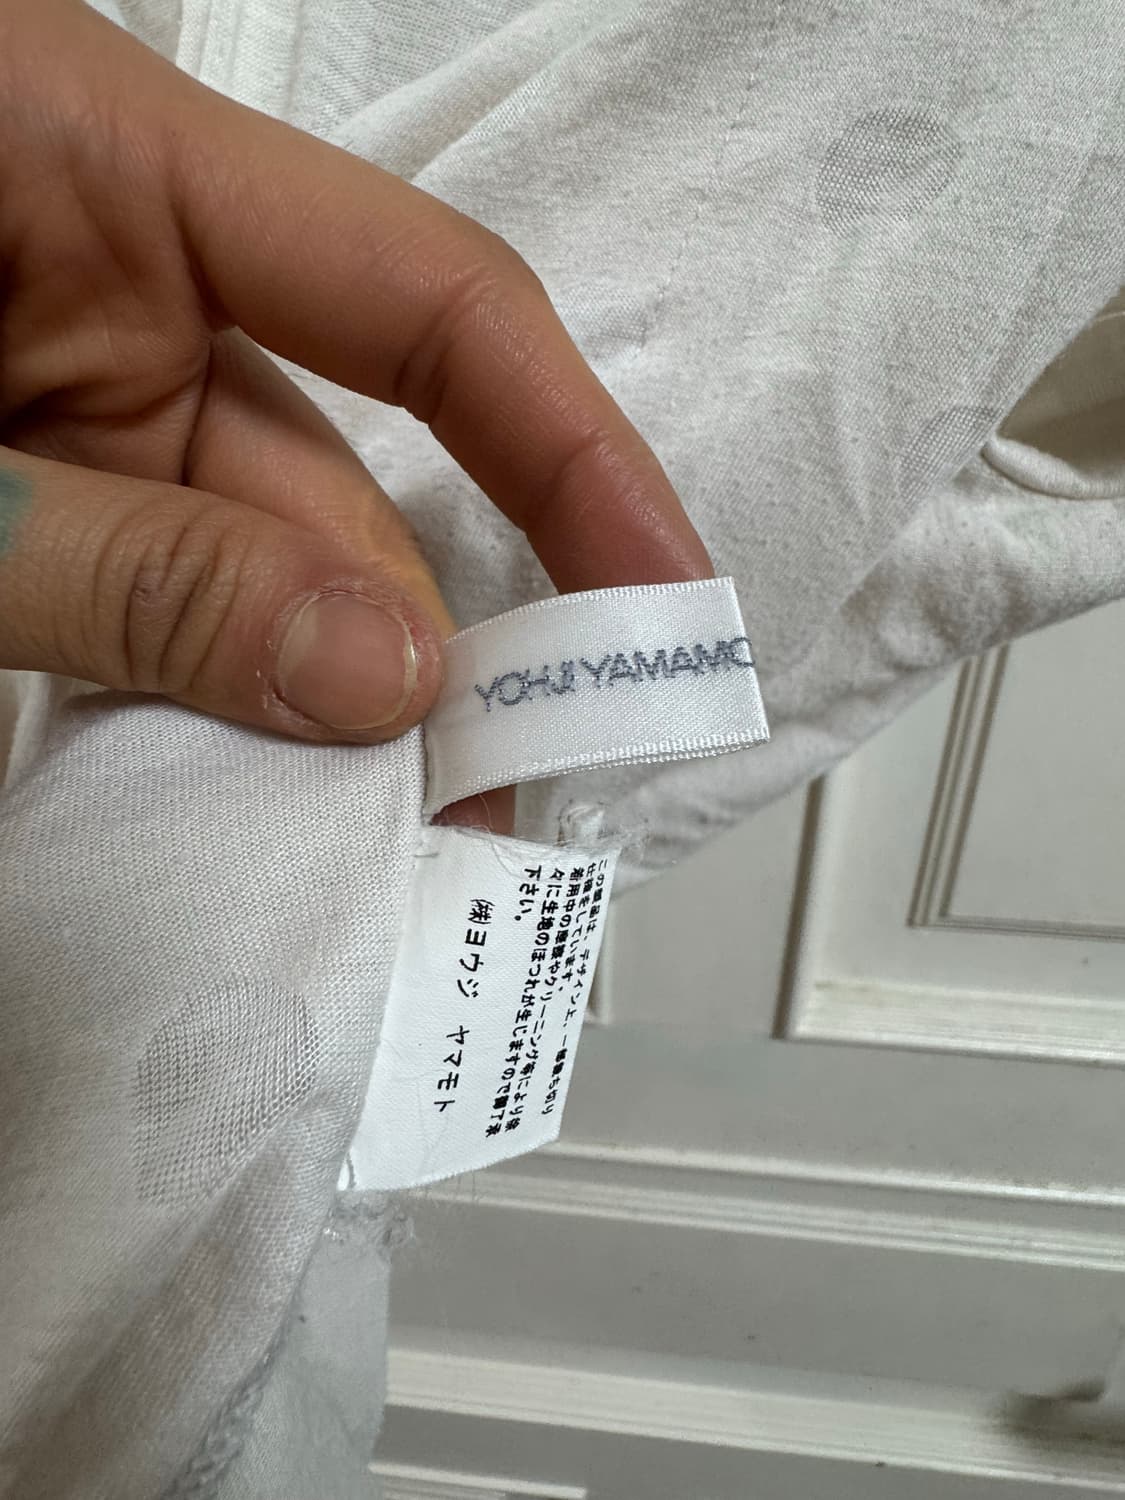 YOHJI YAMAMO
この製品は、デザイン上、一部裁ち切り
仕様をしています。
着用中の摩擦やクリーニング等により徐
々に生地のほつれが生じますので御了承
下さい。
㈱ヨウジ ヤマモト